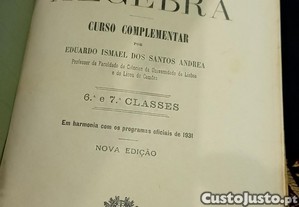 ÁLGEBRA
CURSO COMPLEMENTAR
POR
EDUARDO ISMAEL DOS SANTOS ANDREA
Professor da Faculdade de Ciências da Universidade de Lisboa
e do Liceu de Camões
6.ª e 7.ª CLASSES
Em harmonia com os programas oficiais de 1931
NOVA EDIÇÃO
CustoJusto.pt